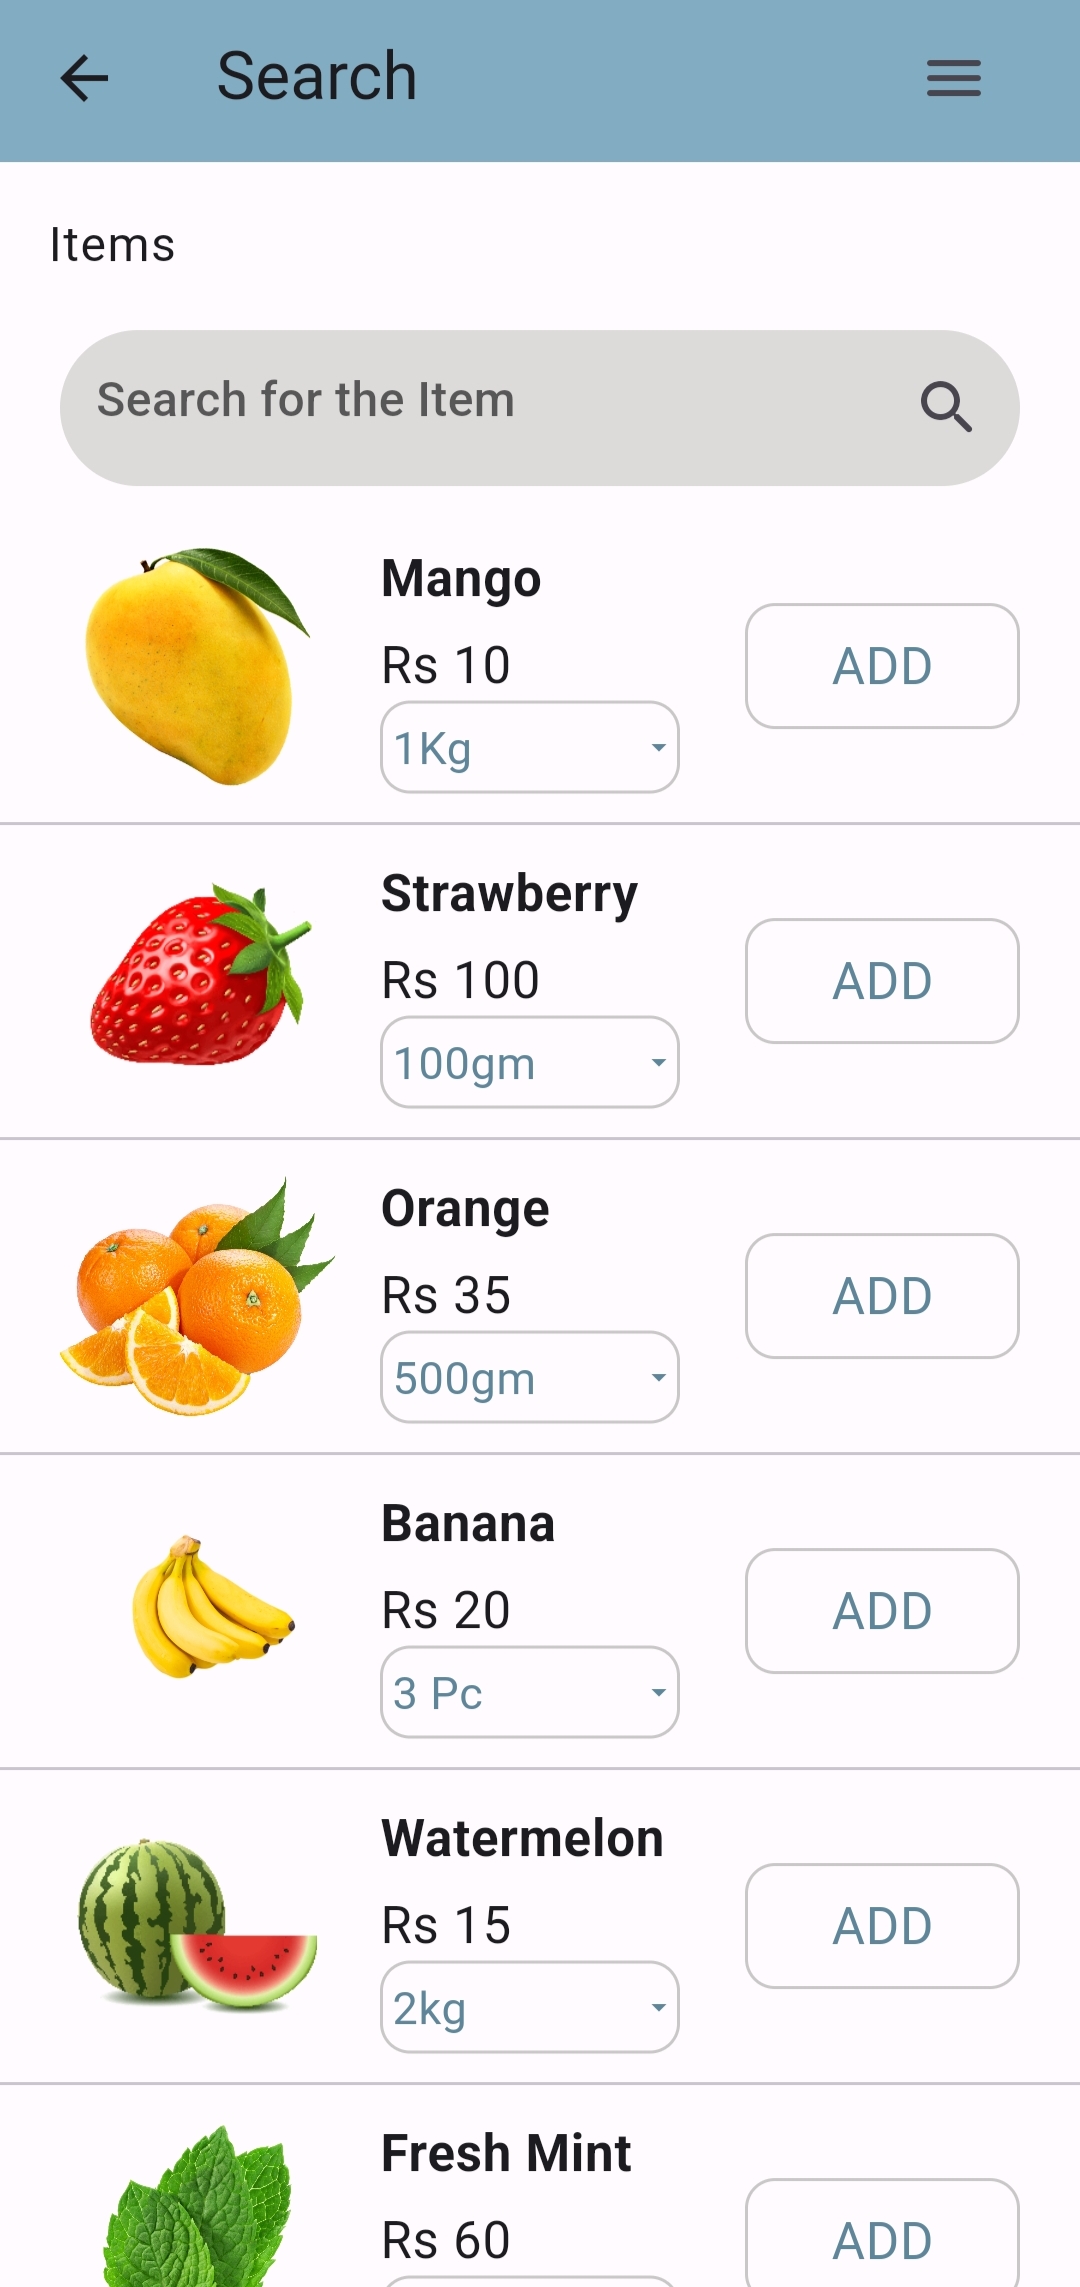 Search
Items
Search for the Item
Mango
Rs 10
1Kg
ADD
Strawberry
Rs 100
100gm
ADD
Orange
Rs 35
500gm
ADD
Banana
Rs 20
3 Pc
ADD
Watermelon
Rs 15
2kg
ADD
Fresh Mint
Rs 60
ADD